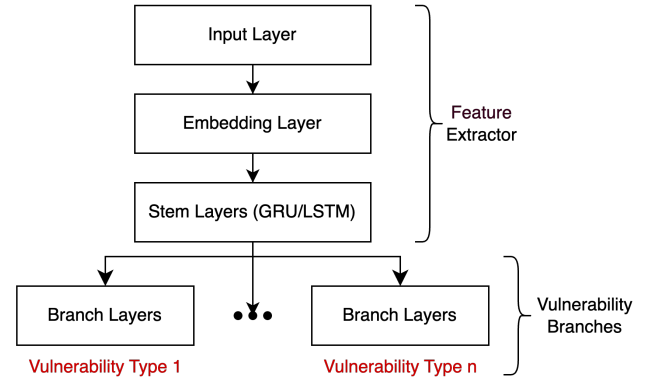 Input Layer
Embedding Layer
Feature
Extractor
Stem Layers (GRU/LSTM)
Branch Layers
Branch Layers
Vulnerability
Branches
Vulnerability Type 1
Vulnerability Type n